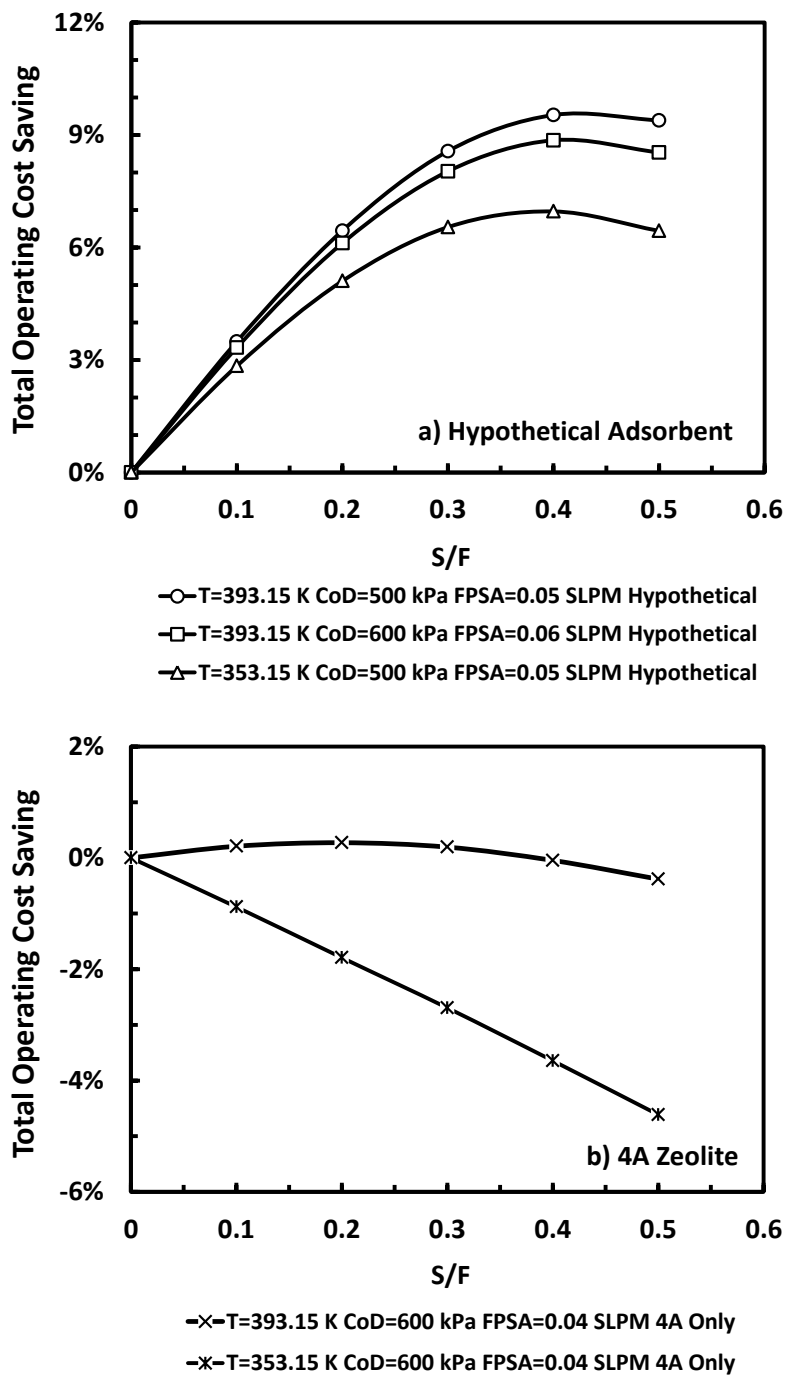 12%
9%
6%
3%
0%
Total Operating Cost Saving
a) Hypothetical Adsorbent
0 0.1 0.2 0.3 0.4 0.5 0.6
S/F
T=393.15 K CoD=500 kPa FPSA=0.05 SLPM Hypothetical
T=393.15 K CoD=600 kPa FPSA=0.06 SLPM Hypothetical
T=353.15 K CoD=500 kPa FPSA=0.05 SLPM Hypothetical
2%
0%
-2%
-4%
-6%
Total Operating Cost Saving
b) 4A Zeolite
0 0.1 0.2 0.3 0.4 0.5 0.6
S/F
T=393.15 K CoD=600 kPa FPSA=0.04 SLPM 4A Only
T=353.15 K CoD=600 kPa FPSA=0.04 SLPM 4A Only